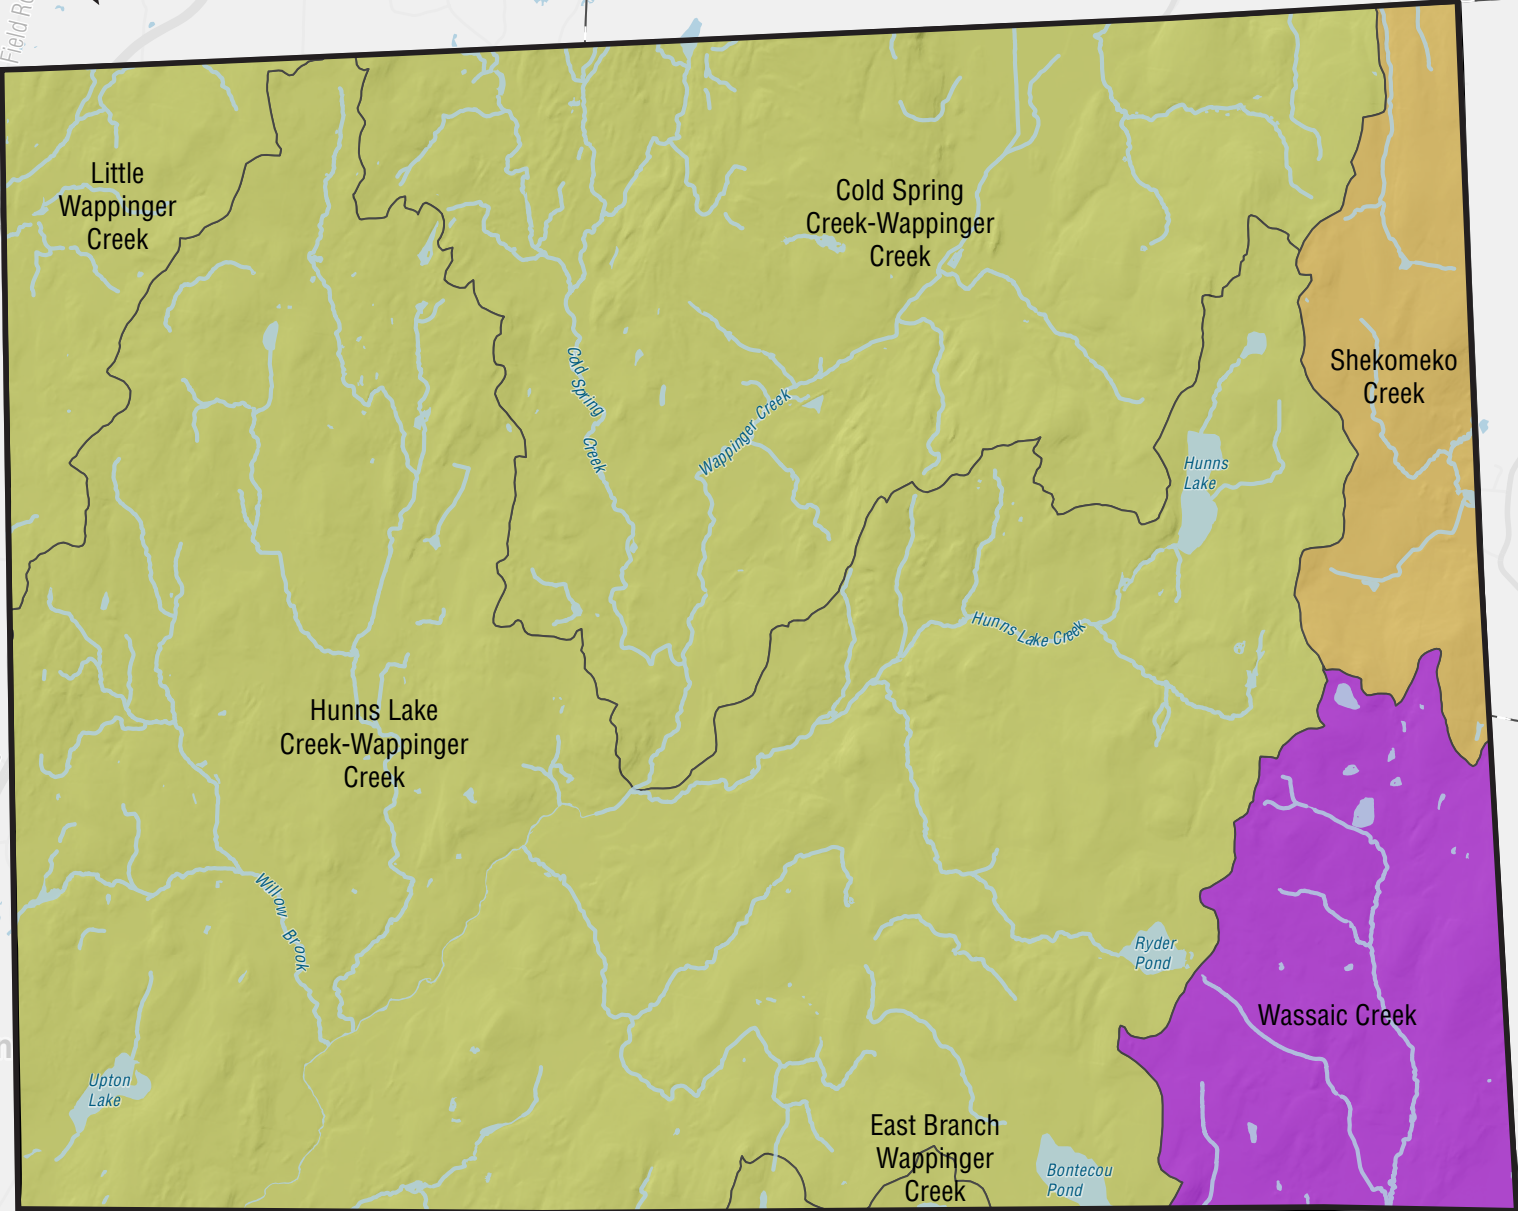 Field Ro
Little
Wappinger
Creek
Cold Spring
Creek-Wappinger
Creek
Shekomeko
Creek
Cold Spring
Creek
Wappinger Creek
Hunns
Lake
Hunns Lake Creek
Hunns Lake
Creek-Wappinger
Creek
Willow
Brook
Ryder
Pond
Wassaic Creek
Upton
Lake
East Branch
Wappinger
Creek
Bontecou
Pond